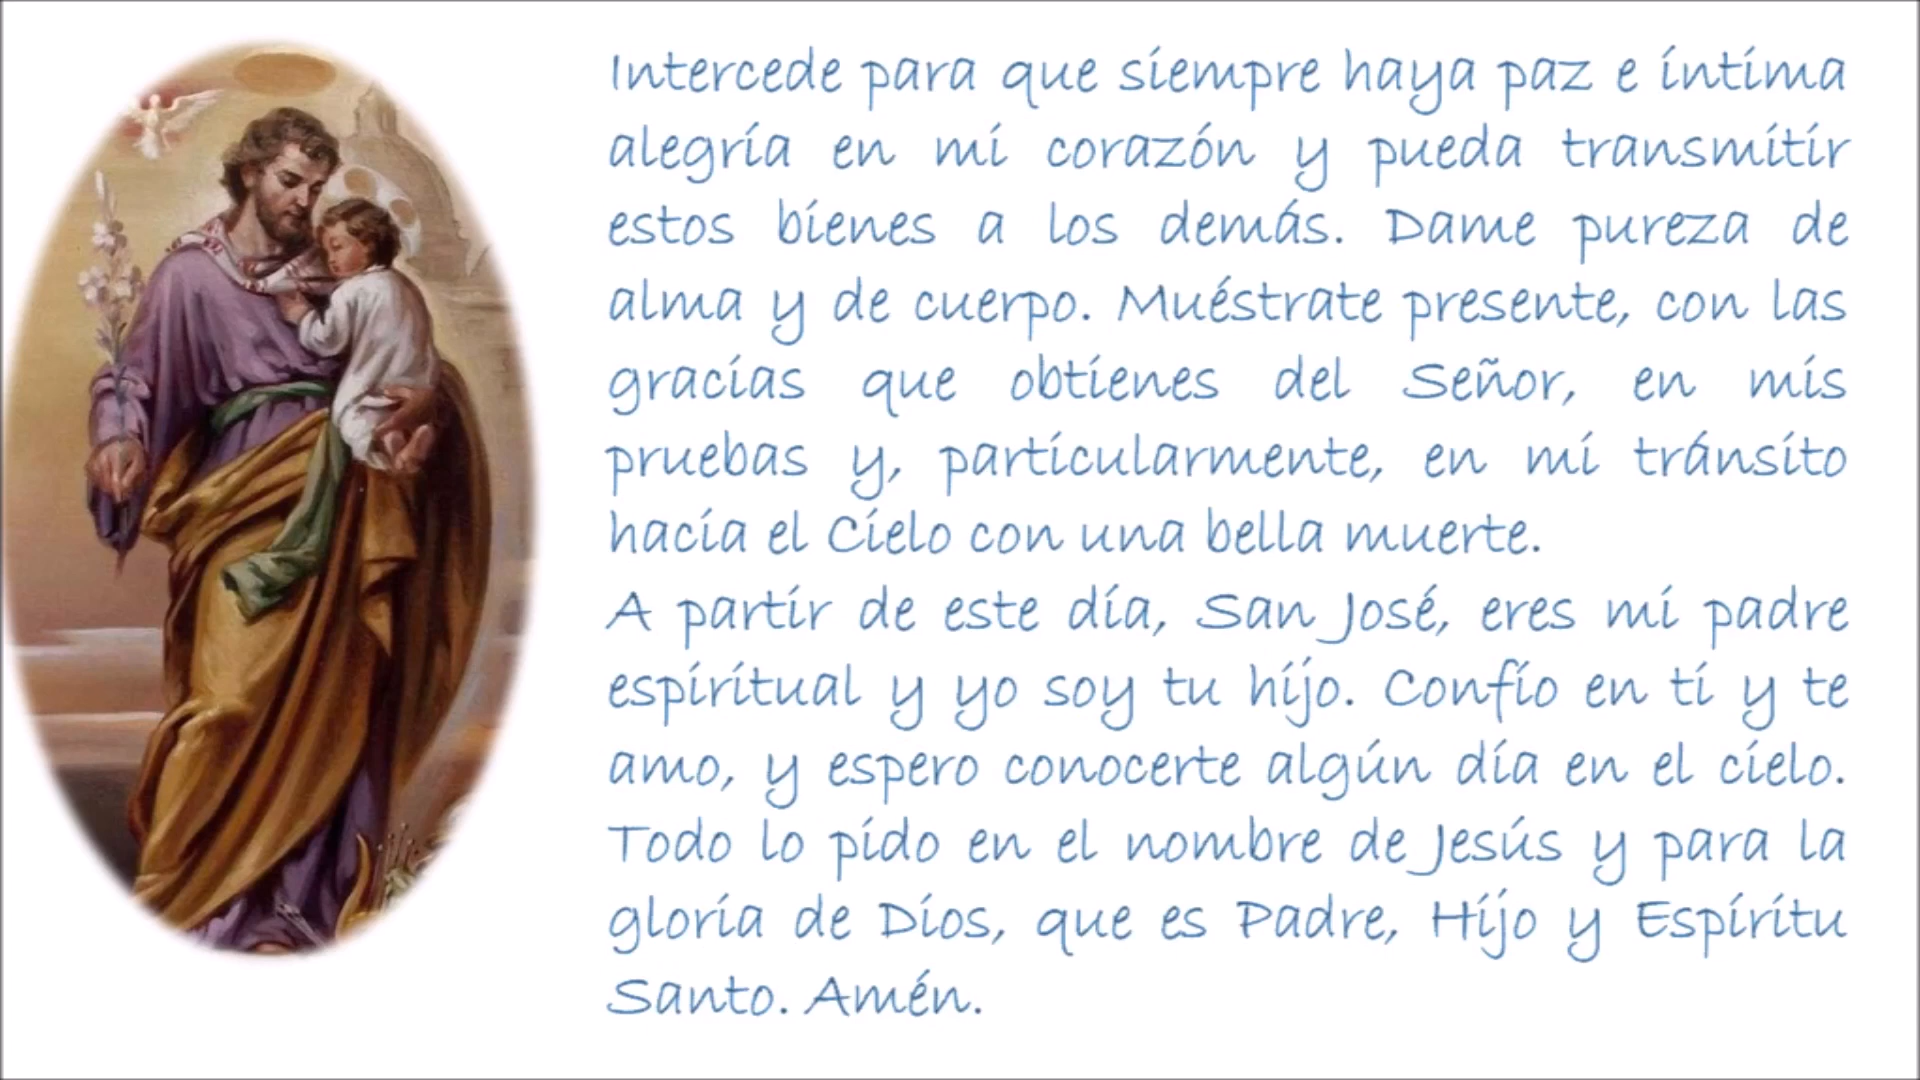 Intercede para que siempre haya paz e íntima
alegría en mi corazón y pueda transmitir
estos bienes a los demás. Dame pureza de
alma y de cuerpo. Muéstrate presente, con las
gracias que obtienes del Señor, en mis
pruebas y, particularmente, en mi tránsito
hacia el Cielo con una bella muerte.
A partir de este día, San José, eres mi padre
espiritual y yo soy tu hijo. Confío en ti y te
amo, y espero conocerte algún día en el cielo.
Todo lo pido en el nombre de Jesús y para la
gloria de Dios, que es Padre, Hijo y Espíritu
Santo. Amén.